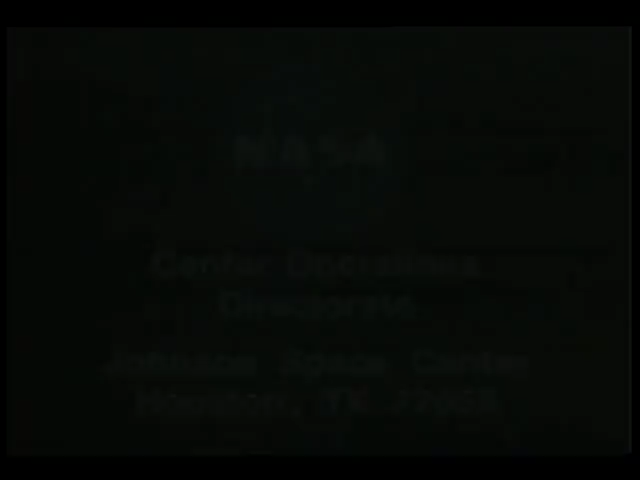 NASA
Center Operations
Directorate
Johnson Space Center
Houston, TX 77058